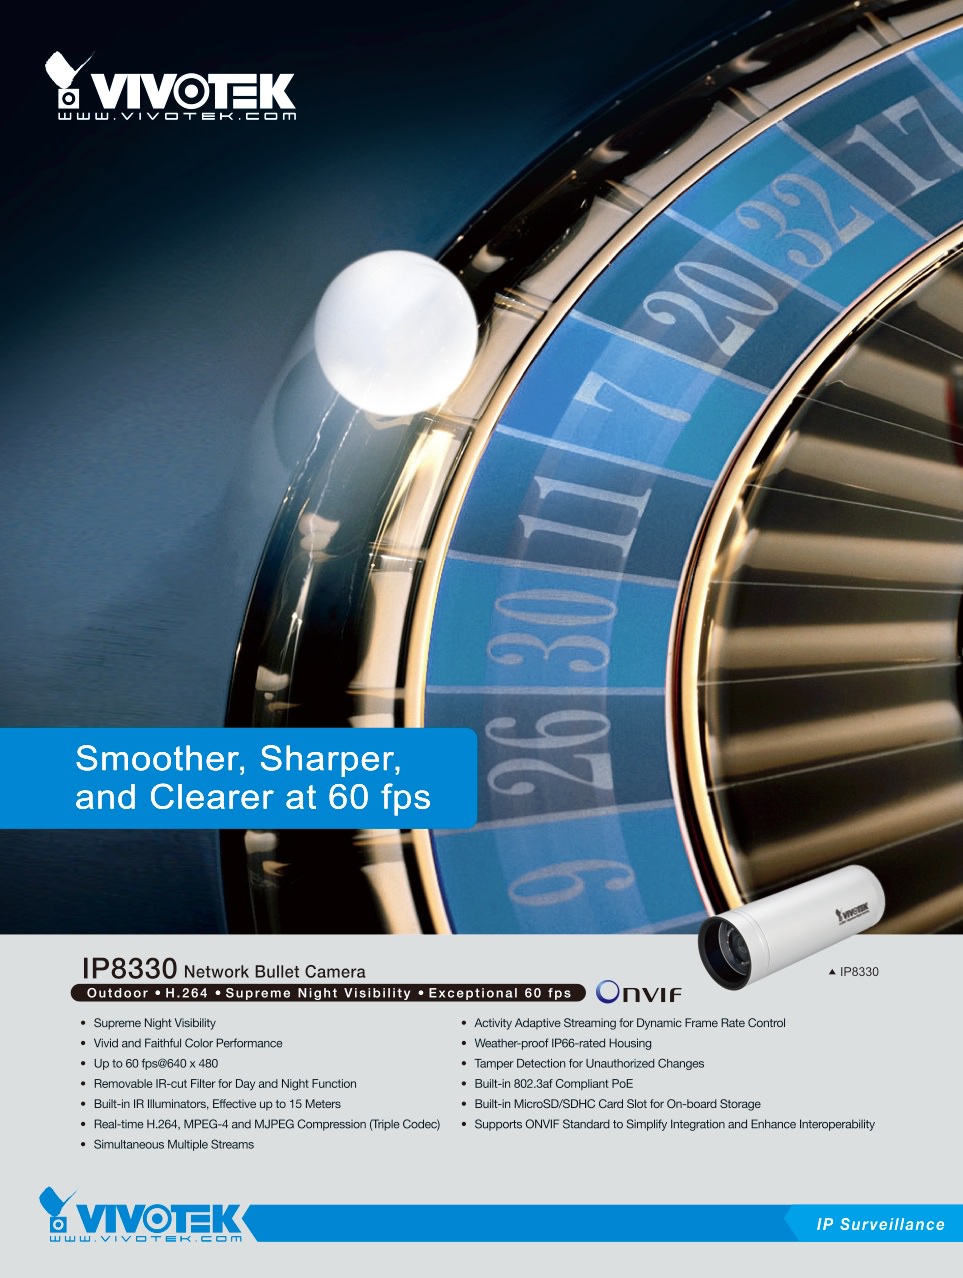 VIVOTEK
www.vivotek.com
17
32
20
7
11
30
26
9
Smoother, Sharper,
and Clearer at 60 fps
VIVOTEK
IP8330 Network Bullet Camera
▲ IP8330
Outdoor • H.264 • Supreme Night Visibility • Exceptional 60 fps
ONVIF
• Supreme Night Visibility
• Vivid and Faithful Color Performance
• Up to 60 fps@640 x 480
• Removable IR-cut Filter for Day and Night Function
• Built-in IR Illuminators, Effective up to 15 Meters
• Real-time H.264, MPEG-4 and MJPEG Compression (Triple Codec)
• Simultaneous Multiple Streams
• Activity Adaptive Streaming for Dynamic Frame Rate Control
• Weather-proof IP66-rated Housing
• Tamper Detection for Unauthorized Changes
• Built-in 802.3af Compliant PoE
• Built-in MicroSD/SDHC Card Slot for On-board Storage
• Supports ONVIF Standard to Simplify Integration and Enhance Interoperability
VIVOTEK
www.vivotek.com
IP Surveillance